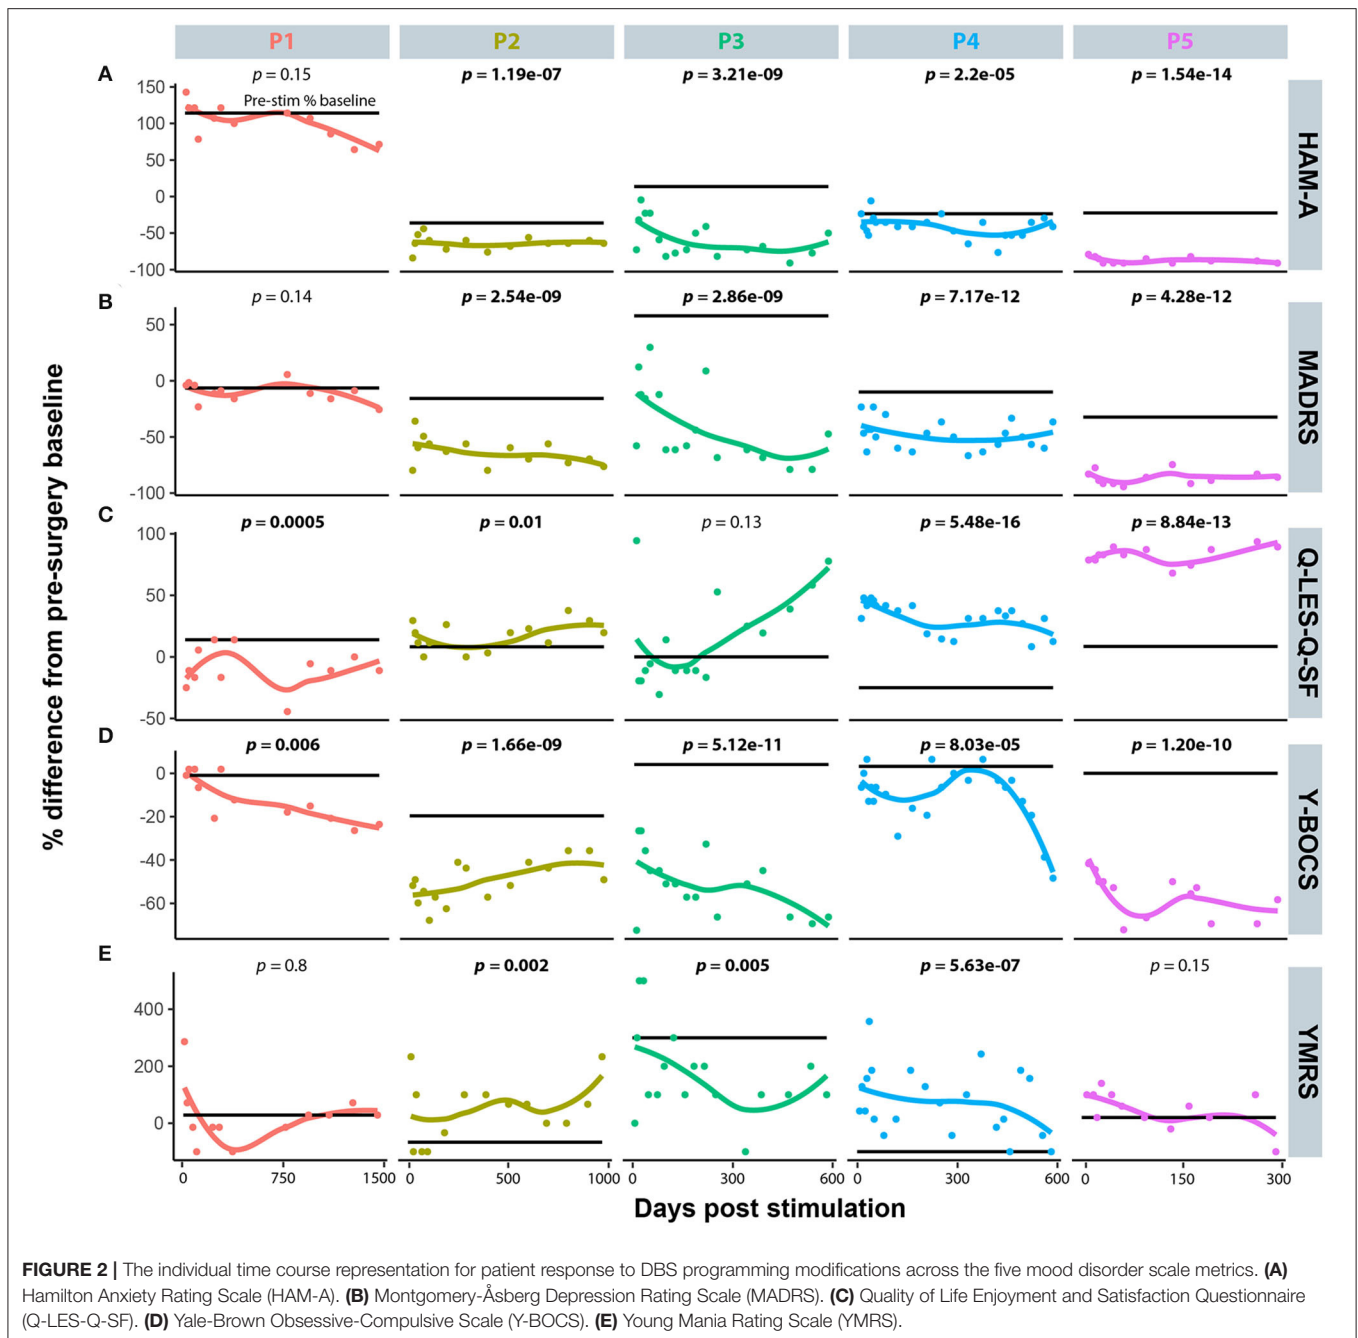 P1 P2 P3 P4 P5
A
p = 0.15 p = 1.19e-07 p = 3.21e-09 p = 2.2e-05 p = 1.54e-14
Pre-stim % baseline
150
100
50
0
-50
-100
HAM-A
B
p = 0.14 p = 2.54e-09 p = 2.86e-09 p = 7.17e-12 p = 4.28e-12
50
0
-50
-100
MADRS
C
p = 0.0005 p = 0.01 p = 0.13 p = 5.48e-16 p = 8.84e-13
100
50
0
-50
Q-LES-Q-SF
D
p = 0.006 p = 1.66e-09 p = 5.12e-11 p = 8.03e-05 p = 1.20e-10
0
-20
-40
-60
Y-BOCS
E
p = 0.8 p = 0.002 p = 0.005 p = 5.63e-07 p = 0.15
400
200
0
YMRS
% difference from pre-surgery baseline
0 750 1500 0 500 1000 0 300 600 0 300 600 0 150 300
Days post stimulation
FIGURE 2 | The individual time course representation for patient response to DBS programming modifications across the five mood disorder scale metrics. (A)
Hamilton Anxiety Rating Scale (HAM-A). (B) Montgomery-Åsberg Depression Rating Scale (MADRS). (C) Quality of Life Enjoyment and Satisfaction Questionnaire
(Q-LES-Q-SF). (D) Yale-Brown Obsessive-Compulsive Scale (Y-BOCS). (E) Young Mania Rating Scale (YMRS).